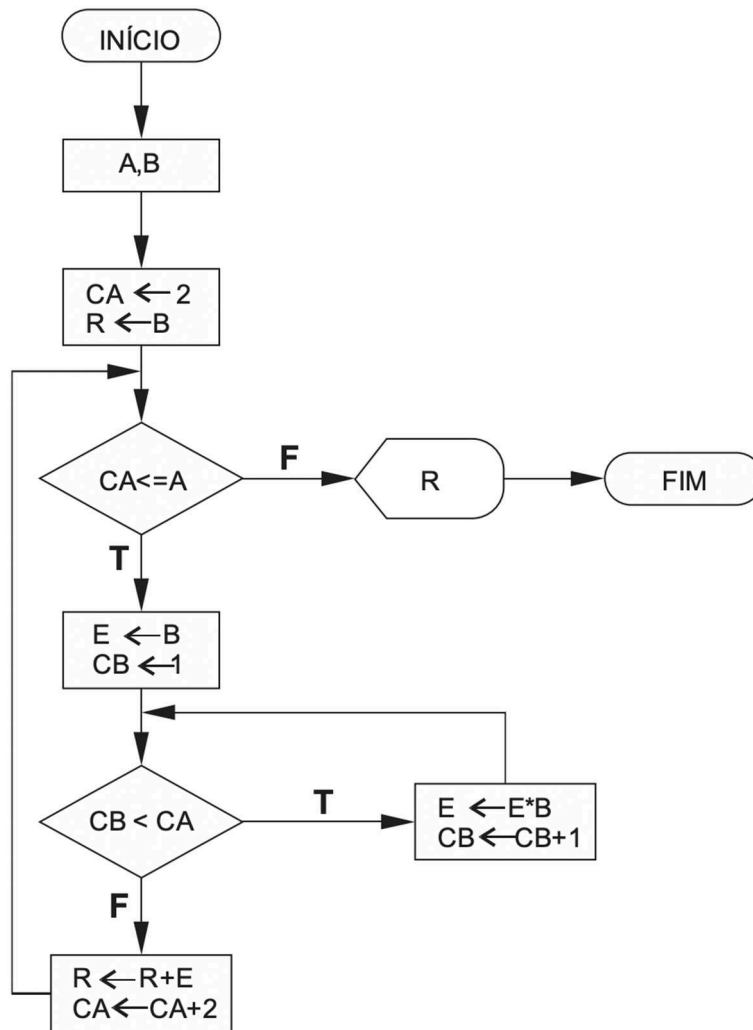 INÍCIO
A,B
CA ← 2
R ← B
CA<=A
F
R
FIM
T
E ← B
CB ← 1
CB < CA
T
E ← E*B
CB ← CB+1
F
R ← R+E
CA ← CA+2